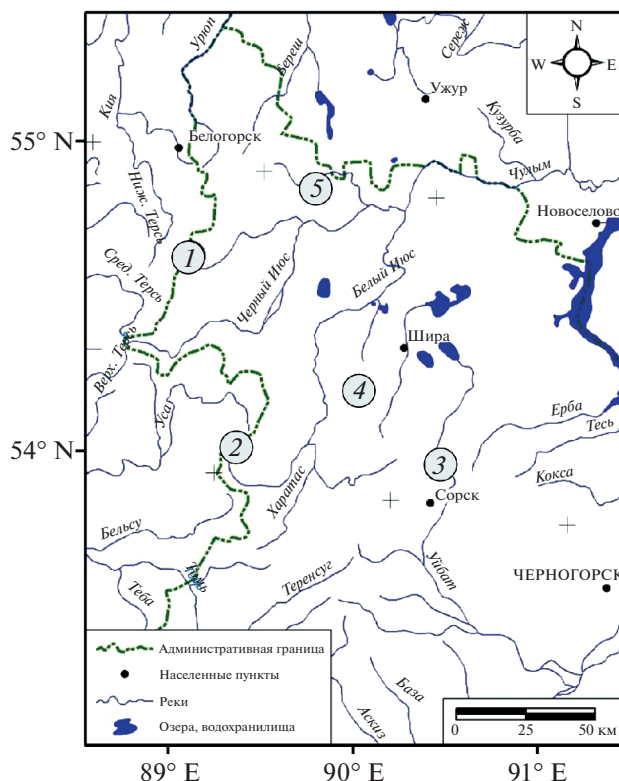 N
W E
S
Урюп
Береш
Сереж
Ужур
Кия
Кузурба
55° N
Белогорск
Чулым
5
Ниж. Терсь
Новоселово
1
Сред. Терсь
Белый Июс
Черный Июс
Шира
Верх. Терсь
4
Уса
Ерба
Тесь
54° N
2
3
Кокса
Харатас
Сорск
Бельсу
Уйбат
Теренсуг
Томь
ЧЕРНОГОРСК
Теба
Административная граница
Населенные пункты
База
Реки
Аскиз
Озера, водохранилища
0 25 50 км
89° E 90° E 91° E